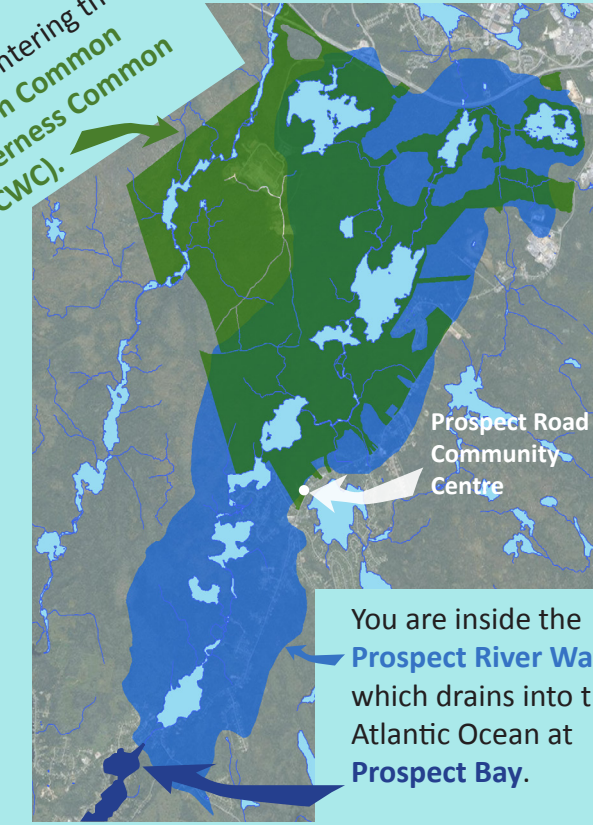 ntering th
n Common
erness Common
CWC).
Prospect Road
Community
Centre
You are inside the
Prospect River Wa
which drains into t
Atlantic Ocean at
Prospect Bay.